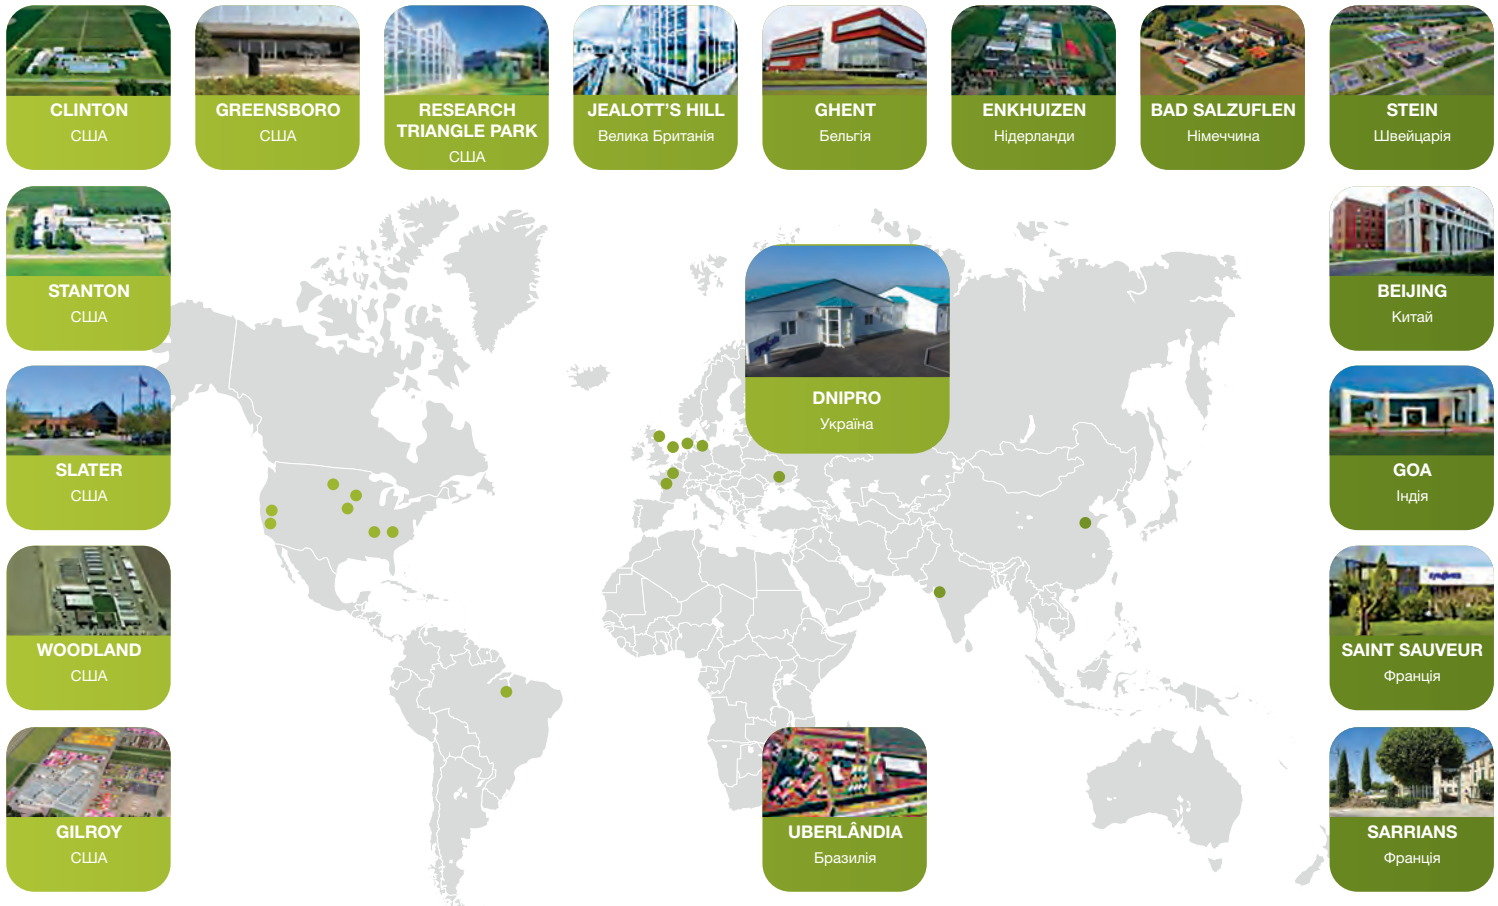 CLINTON
США
GREENSBORO
США
RESEARCH
TRIANGLE PARK
США
JEALOTT'S HILL
Велика Британія
GHENT
Бельгія
ENKHUIZEN
Нідерланди
BAD SALZUFLEN
Німеччина
STEIN
Швейцарія
STANTON
США
DNIPRO
Україна
BEIJING
Китай
SLATER
США
GOA
Індія
WOODLAND
США
syngenta
SAINT SAUVEUR
Франція
GILROY
США
UBERLÂNDIA
Бразилія
SARRIANS
Франція